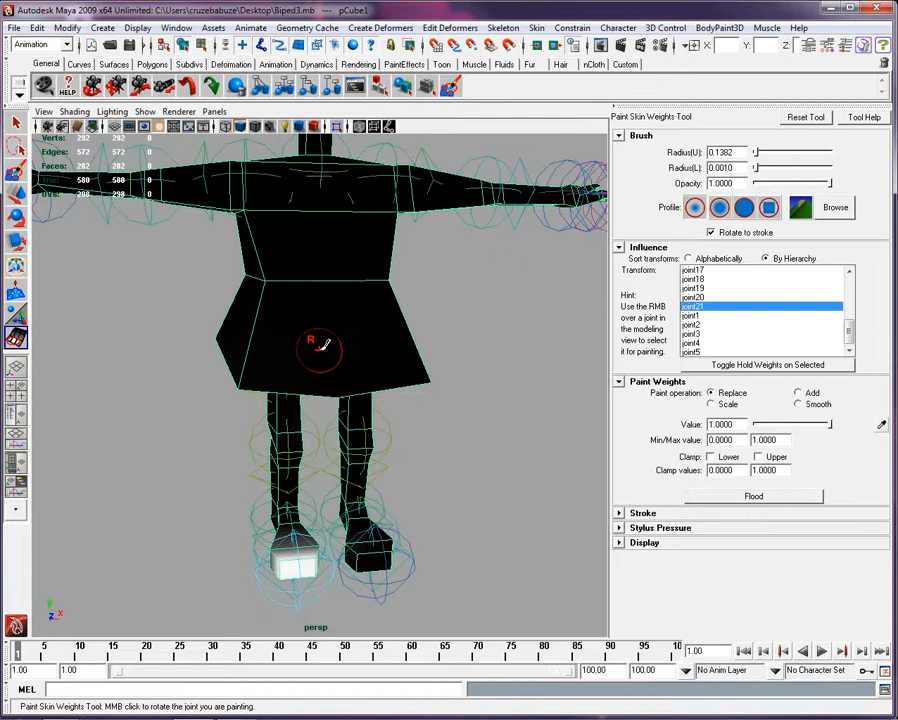 Autodesk Maya 2009 x64 Unlimited: C:\Users\cruzebabuze\Desktop\Biped3.mb --- pCube1
File Edit Modify Create Display Window Assets Animate Geometry Cache Create Deformers Edit Deformers Skeleton Skin Constrain Character BodyPaint3D Muscle Help
Animation X: Y: Z:
General Curves Surfaces Polygons Subdivs Deformation Animation Dynamics Rendering PaintEffects Toon Muscle Fluids Fur Hair nCloth Custom
HELP
View Shading Lighting Show Renderer Panels
Paint Skin Weights Tool Reset Tool Tool Help
Verts: 292 292 0
Edges: 572 572 0
Faces: 282 282 0
Tris: 580 580 0
UVs: 298 298 0
Brush
Radius(U): 0.1382
Radius(L): 0.0010
Opacity: 1.0000
Profile: Browse
Rotate to stroke
Influence
Sort transforms: Alphabetically By Hierarchy
Transform: joint17
joint18
Hint: joint19
Use the RMB joint20
over a joint in joint21
the modeling joint1
view to select joint2
it for painting. joint3
joint4
joint5
Toggle Hold Weights on Selected
Paint Weights
Paint operation: Replace Add
Scale Smooth
Value: 1.0000
Min/Max value: 0.0000 1.0000
Clamp: Lower Upper
Clamp values: 0.0000 1.0000
Flood
Stroke
Stylus Pressure
Display
R
y
z x
persp
5 10 15 20 25 30 35 40 45 50 55 60 65 70 75 80 85 90 95 10 1.00
1.00 1.00 100.00 100.00 No Anim Layer No Character Set
MEL
Paint Skin Weights Tool: MMB click to rotate the joint you are painting.